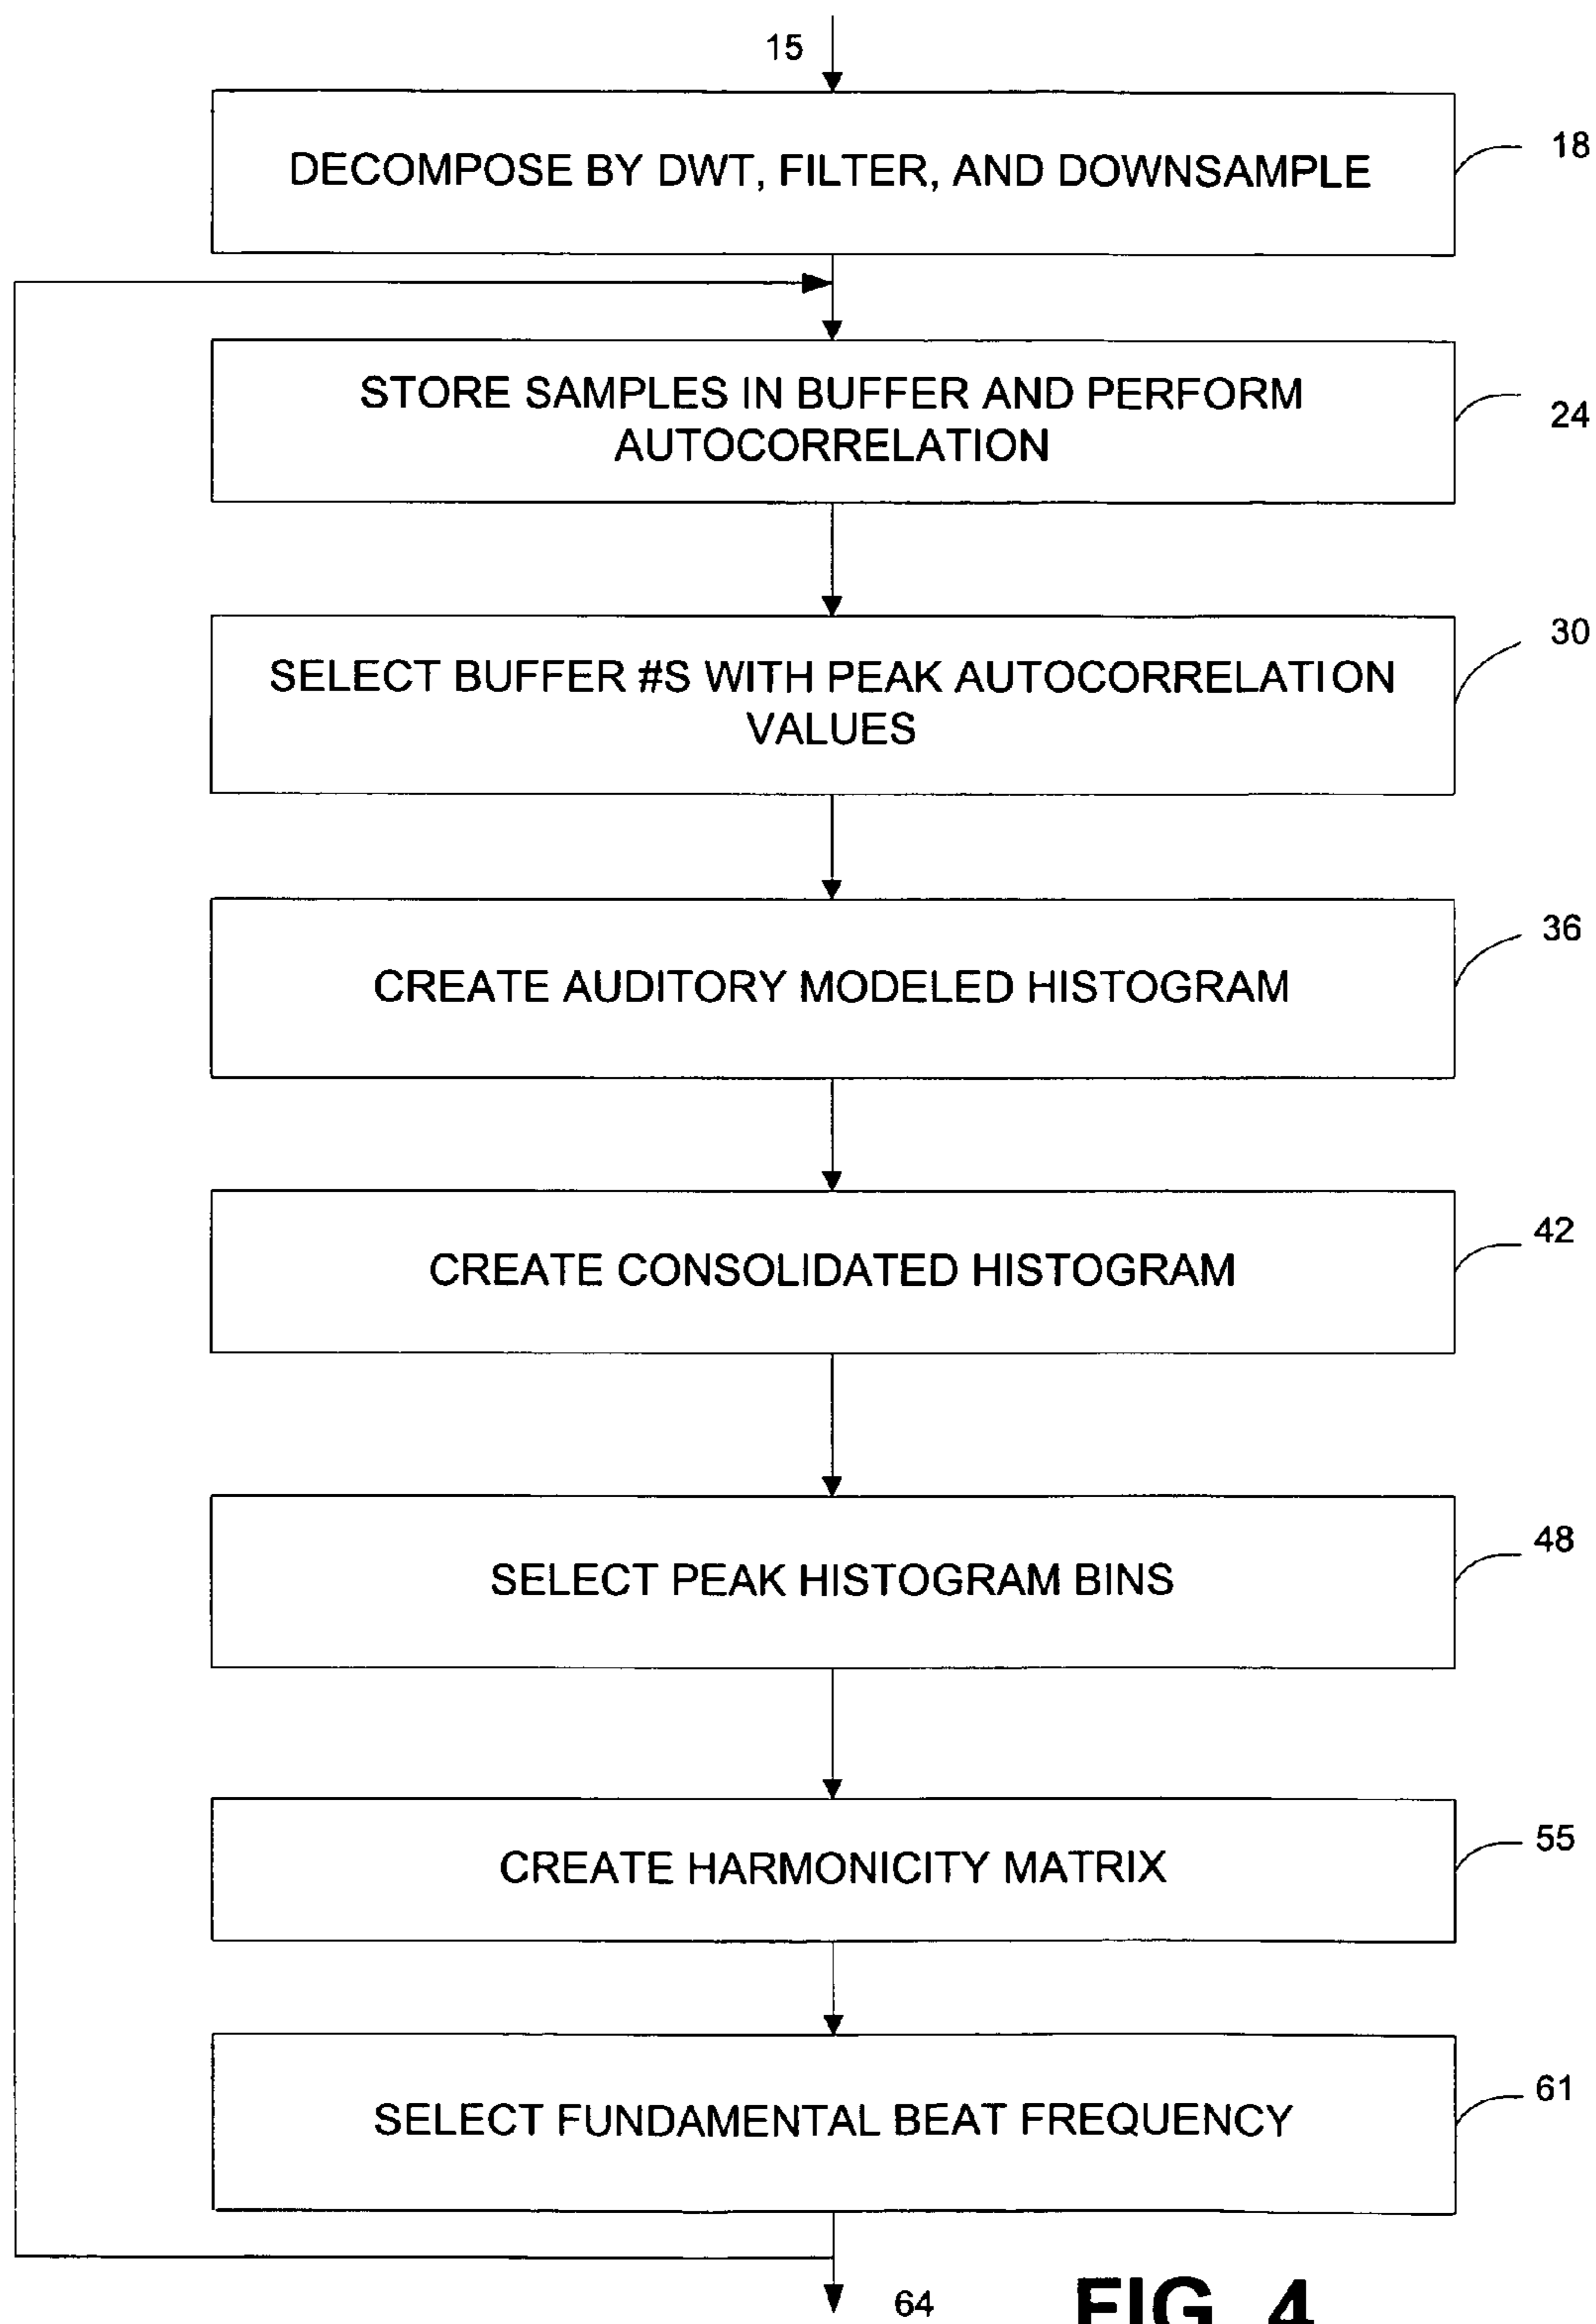 15
DECOMPOSE BY DWT, FILTER, AND DOWNSAMPLE
18
STORE SAMPLES IN BUFFER AND PERFORM
AUTOCORRELATION
24
SELECT BUFFER #S WITH PEAK AUTOCORRELATION
VALUES
30
CREATE AUDITORY MODELED HISTOGRAM
36
CREATE CONSOLIDATED HISTOGRAM
42
SELECT PEAK HISTOGRAM BINS
48
CREATE HARMONICITY MATRIX
55
SELECT FUNDAMENTAL BEAT FREQUENCY
61
64
FIG. 4